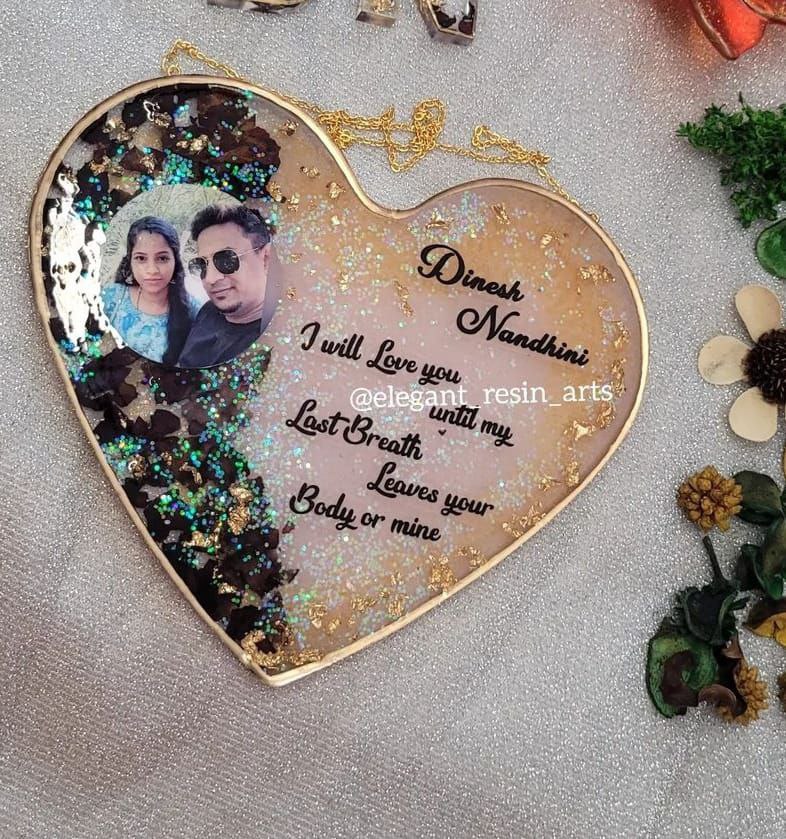 Dinesh
Nandhini
I will Love you
@elegant_resin_arts
until my
Last Breath
Leaves your
Body or mine